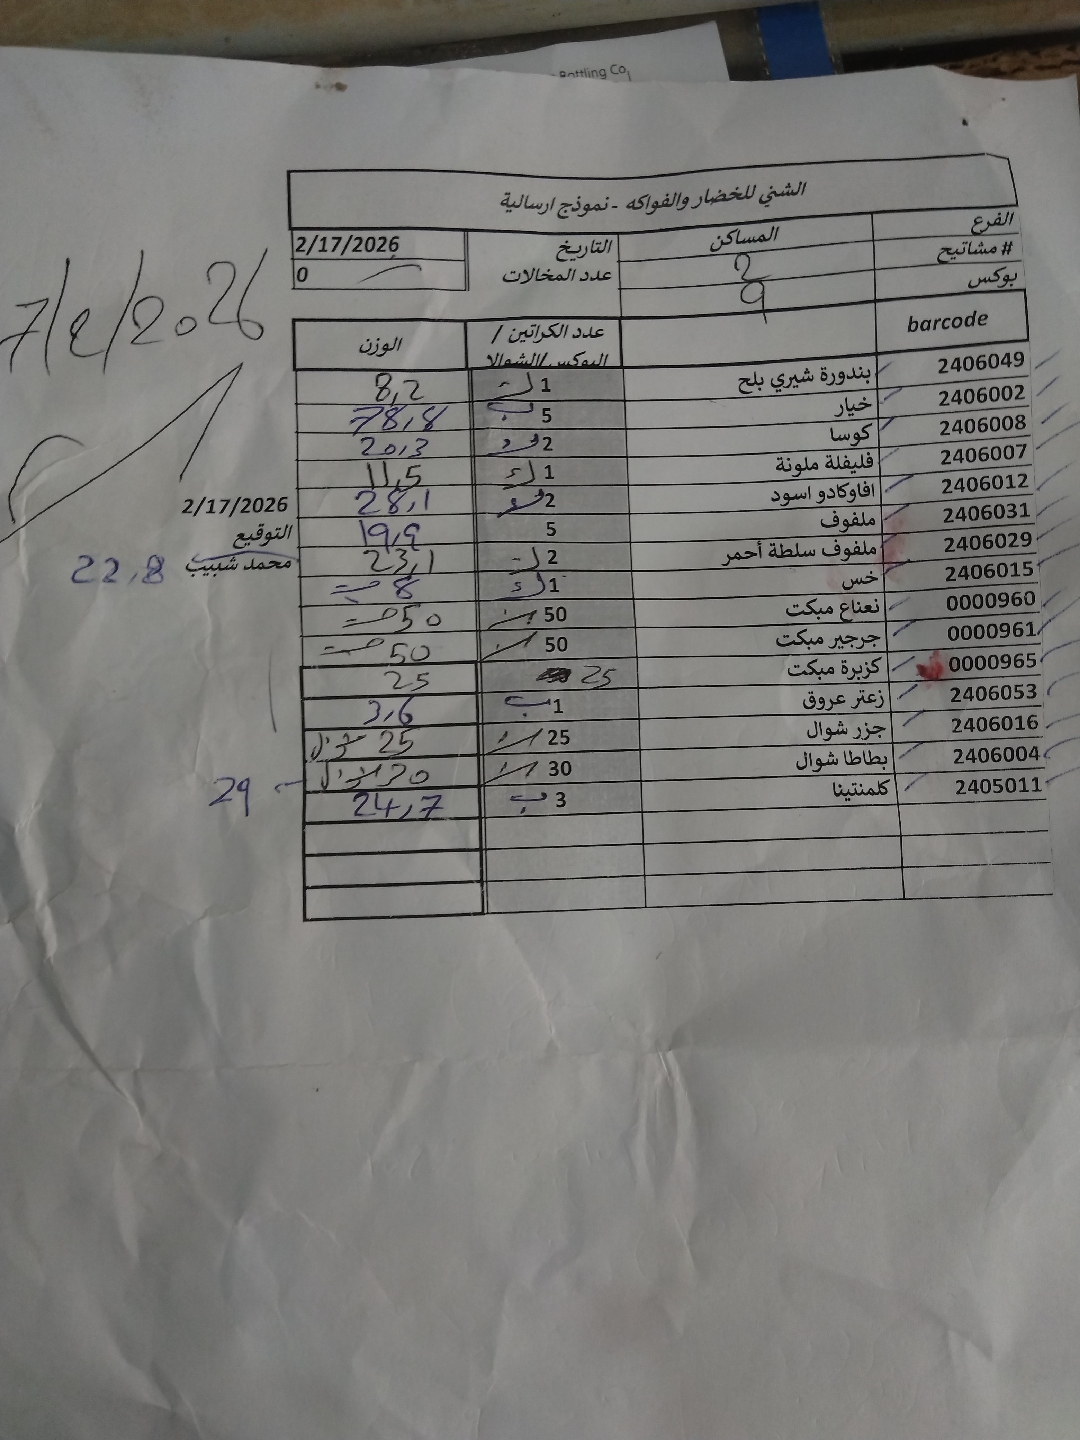 Bottling Co
الشني للخضار والفواكه - نموذج ارسالية
الفرع المساكن التاريخ 2/17/2026
# مشاتيح 2 عدد المخالات 0
بوكس 9
barcode عدد الكراتين / البوكس/الشوالا الوزن
2406049 بندورة شيري بلح 1 8,2
2406002 خيار 5 ب 78,8
2406008 كوسا 2 20,3
2406007 فليفلة ملونة 1 ك 11,5
2406012 افاوكادو اسود 2 28,1
2406031 ملفوف 5 19,9
2406029 ملفوف سلطة أحمر 2 23,1
2406015 خس 1 ك 8
0000960 نعناع مبكت 50 50
0000961 جرجير مبكت 50 50
0000965 كزبرة مبكت 25 25
2406053 زعتر عروق 1 ب 3,6
2406016 جزر شوال 25 25 شوال
2406004 بطاطا شوال 30 شوال
2405011 كلمنتينا 3 ب 24,7
2/17/2026
التوقيع
محمد شبيب 22,8
29